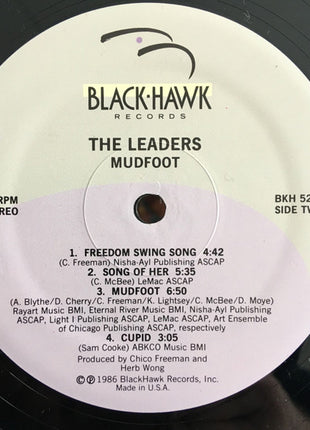 BLACK·HAWK
RECORDS
THE LEADERS
MUDFOOT
RPM
BKH 52
SIDE TW
1. FREEDOM SWING SONG 4:42
(C. Freeman) Nisha-Ayl Publishing ASCAP
2. SONG OF HER 5:35
(C. McBee) LeMac ASCAP
3. MUDFOOT 6:50
(A. Blythe/D. Cherry/C. Freeman/K. Lightsey/C. McBee/D. Moye)
Rayart Music BMI, Eternal River Music BMI, Nisha-Ayl Publishing
ASCAP, Light I Publishing ASCAP, LeMac ASCAP, Art Ensemble
of Chicago Publishing ASCAP, respectively
4. CUPID 3:05
(Sam Cooke) ABKCO Music BMI
Produced by Chico Freeman and
Herb Wong
©℗ 1986 BlackHawk Records, Inc.
Made in U.S.A.